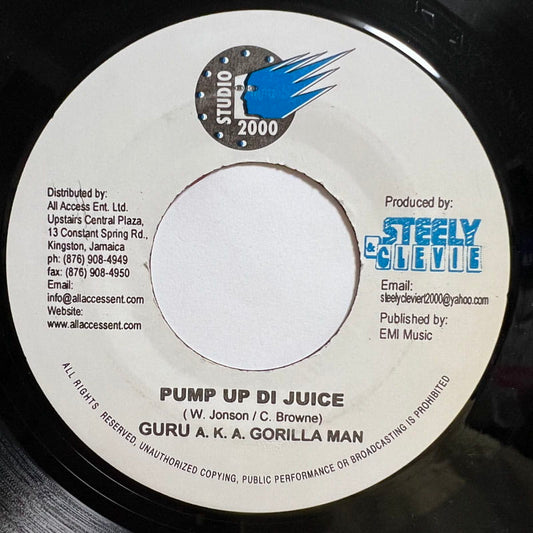 STUDIO
2000
Distributed by:
All Access Ent. Ltd.
Upstairs Central Plaza,
13 Constant Spring Rd.,
Kingston, Jamaica
ph: (876) 908-4949
fax: (876) 908-4950
Email:
info@allaccessent.com
Website:
www.allaccessent.com
Produced by:
STEELY
& CLEVIE
Email:
steelycleviert2000@yahoo.com
Published by:
EMI Music
PUMP UP DI JUICE
( W. Jonson / C. Browne)
GURU A. K. A. GORILLA MAN
ALL RIGHTS RESERVED, UNAUTHORIZED COPYING, PUBLIC PERFORMANCE OR BROADCASTING IS PROHIBITED